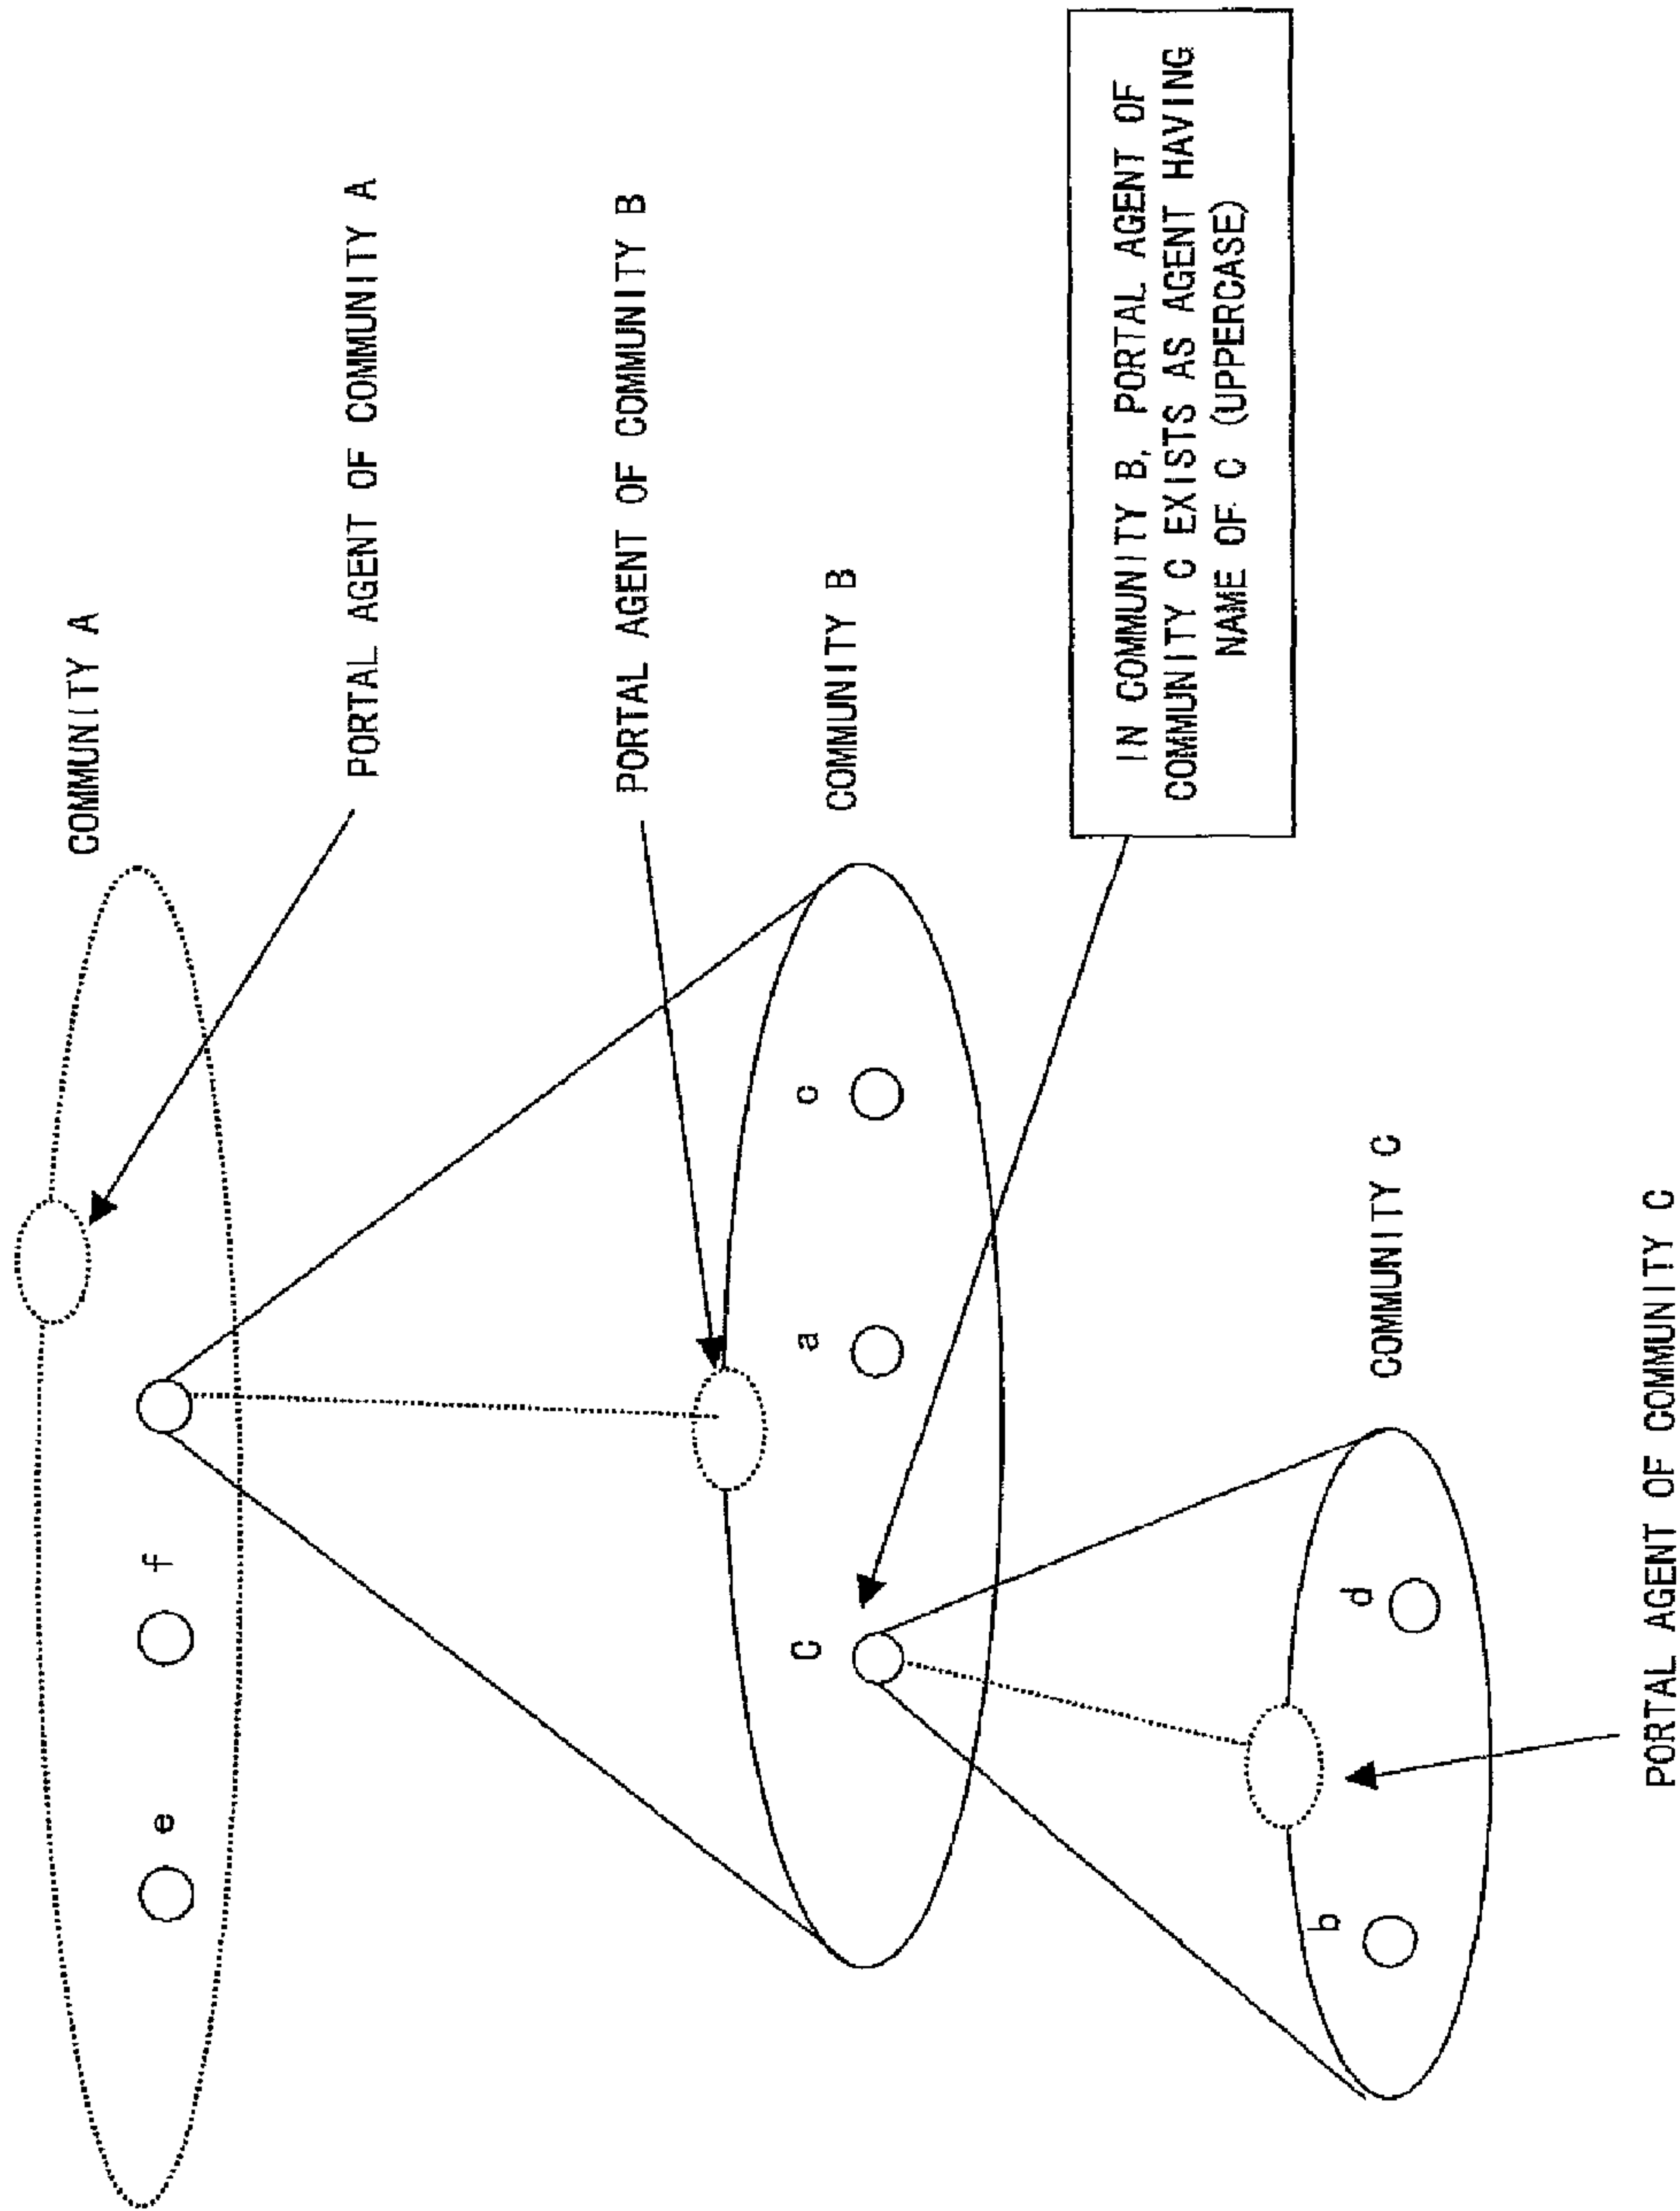 COMMUNITY A
PORTAL AGENT OF COMMUNITY A
e
f
PORTAL AGENT OF COMMUNITY B
COMMUNITY B
C
a
c
IN COMMUNITY B, PORTAL AGENT OF
COMMUNITY C EXISTS AS AGENT HAVING
NAME OF C (UPPERCASE)
b
d
COMMUNITY C
PORTAL AGENT OF COMMUNITY C